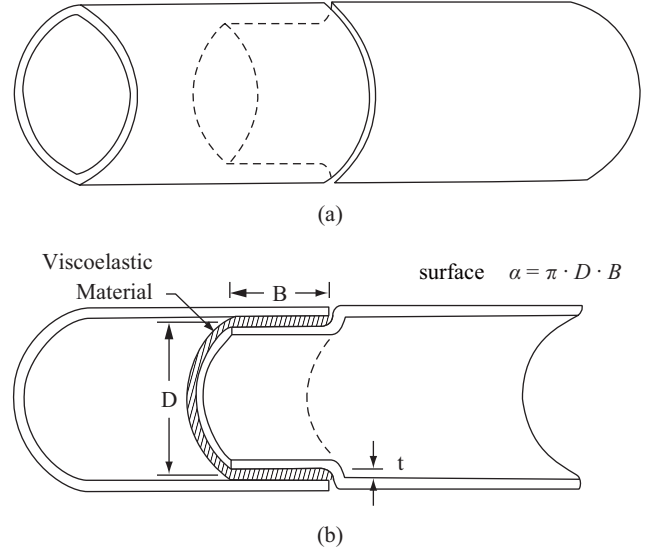 (a)
Viscoelastic
Material
B
surface α = π · D · B
D
t
(b)